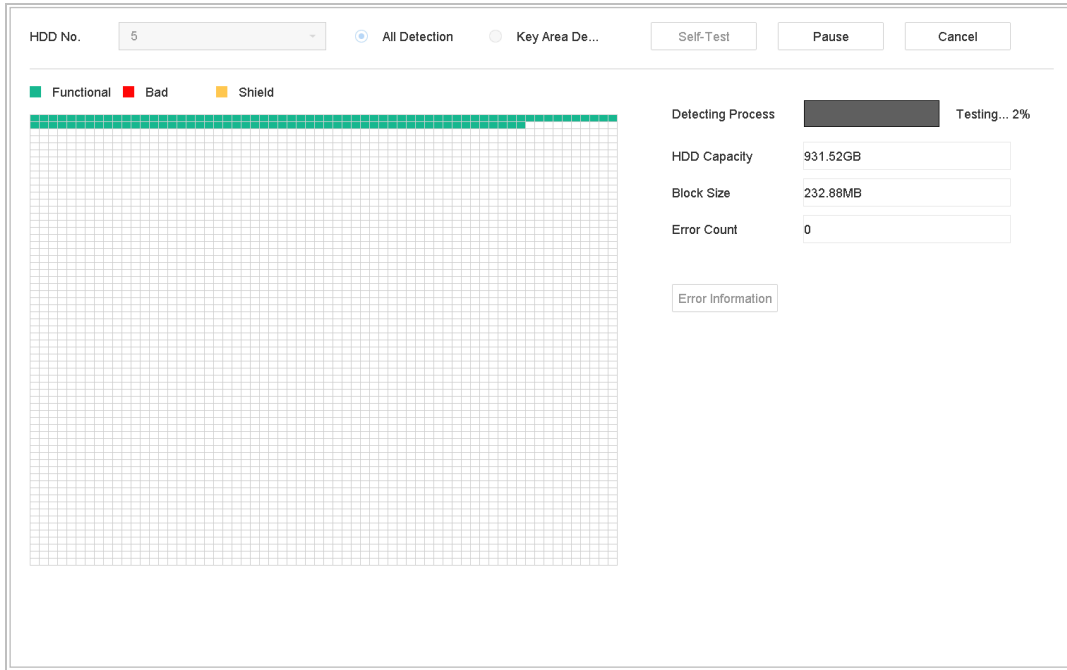 HDD No. 5 All Detection Key Area De... Self-Test Pause Cancel
Functional Bad Shield
Detecting Process Testing... 2%
HDD Capacity 931.52GB
Block Size 232.88MB
Error Count 0
Error Information